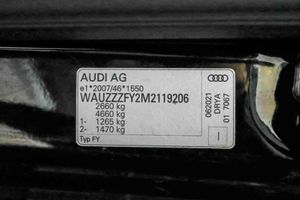 AUDI AG
e1*2007/46*1550
WAUZZZFY2M2119206
2660 kg
4660 kg
1- 1265 kg
2- 1470 kg
Typ FY
062021
DRYA
01 7067
I